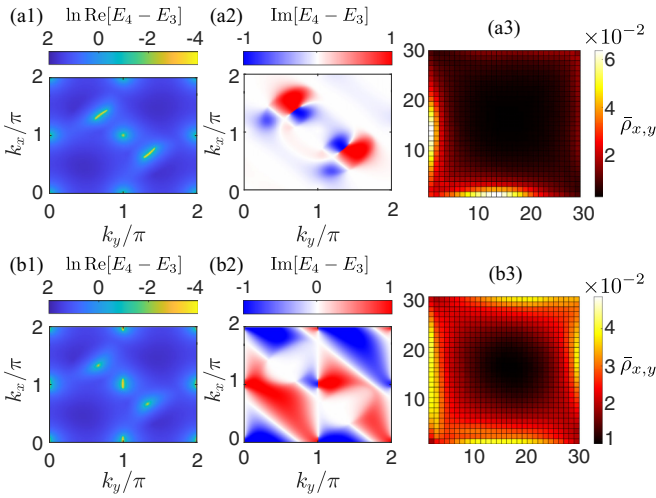 (a1) ln Re[E₄ − E₃]
2 0 -2 -4
2
1
0
kₓ/π
0 1 2
k_y/π
(a2) Im[E₄ − E₃]
-1 0 1
2
1
0
kₓ/π
0 1 2
k_y/π
(a3)
30
20
10
10 20 30
×10⁻²
6
4
2
ρ̄ₓ,y
(b1) ln Re[E₄ − E₃]
2 0 -2 -4
2
1
0
kₓ/π
0 1 2
k_y/π
(b2) Im[E₄ − E₃]
-1 0 1
2
1
0
kₓ/π
0 1 2
k_y/π
(b3)
30
20
10
10 20 30
×10⁻²
4
3
2
1
ρ̄ₓ,y